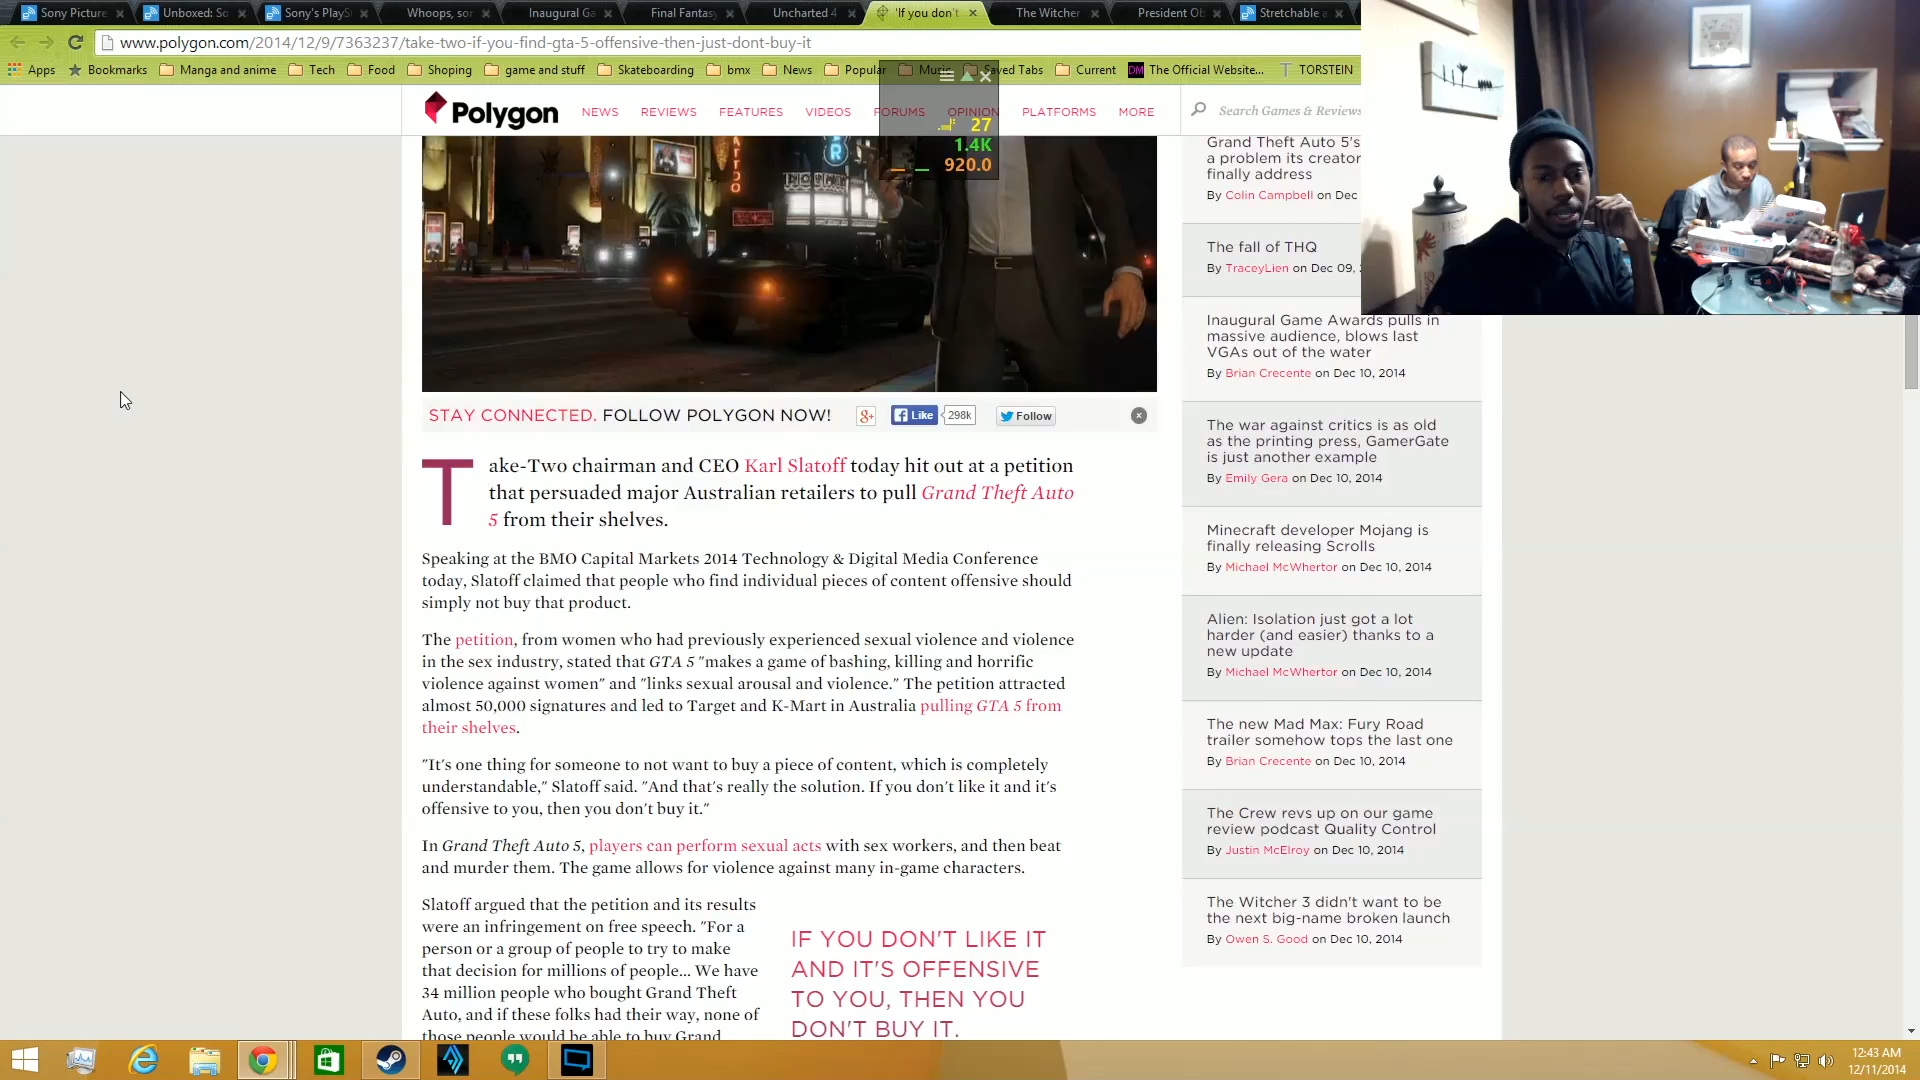 Sony Picture
Unboxed: So
Sony's PlaySt
Whoops, sor
Inaugural Ga
Final Fantasy
Uncharted 4
'If you don't
The Witcher
President Ob
Stretchable a
www.polygon.com/2014/12/9/7363237/take-two-if-you-find-gta-5-offensive-then-just-dont-buy-it
Apps
Bookmarks
Manga and anime
Tech
Food
Shoping
game and stuff
Skateboarding
bmx
News
Popular
Music
Saved Tabs
Current
DM
The Official Website...
TORSTEIN
Polygon
NEWS
REVIEWS
FEATURES
VIDEOS
FORUMS
OPINION
PLATFORMS
MORE
Search Games & Reviews
27
1.4K
920.0
STAY CONNECTED. FOLLOW POLYGON NOW!
g+
Like
298k
Follow
Take-Two chairman and CEO Karl Slatoff today hit out at a petition
that persuaded major Australian retailers to pull Grand Theft Auto
5 from their shelves.
Speaking at the BMO Capital Markets 2014 Technology & Digital Media Conference
today, Slatoff claimed that people who find individual pieces of content offensive should
simply not buy that product.
The petition, from women who had previously experienced sexual violence and violence
in the sex industry, stated that GTA 5 "makes a game of bashing, killing and horrific
violence against women" and "links sexual arousal and violence." The petition attracted
almost 50,000 signatures and led to Target and K-Mart in Australia pulling GTA 5 from
their shelves.
"It's one thing for someone to not want to buy a piece of content, which is completely
understandable," Slatoff said. "And that's really the solution. If you don't like it and it's
offensive to you, then you don't buy it."
In Grand Theft Auto 5, players can perform sexual acts with sex workers, and then beat
and murder them. The game allows for violence against many in-game characters.
Slatoff argued that the petition and its results
were an infringement on free speech. "For a
person or a group of people to try to make
that decision for millions of people... We have
34 million people who bought Grand Theft
Auto, and if these folks had their way, none of
those people would be able to buy Grand
IF YOU DON'T LIKE IT
AND IT'S OFFENSIVE
TO YOU, THEN YOU
DON'T BUY IT.
Grand Theft Auto 5's
a problem its creator
finally address
By Colin Campbell on Dec
The fall of THQ
By TraceyLien on Dec 09,
Inaugural Game Awards pulls in
massive audience, blows last
VGAs out of the water
By Brian Crecente on Dec 10, 2014
The war against critics is as old
as the printing press, GamerGate
is just another example
By Emily Gera on Dec 10, 2014
Minecraft developer Mojang is
finally releasing Scrolls
By Michael McWhertor on Dec 10, 2014
Alien: Isolation just got a lot
harder (and easier) thanks to a
new update
By Michael McWhertor on Dec 10, 2014
The new Mad Max: Fury Road
trailer somehow tops the last one
By Brian Crecente on Dec 10, 2014
The Crew revs up on our game
review podcast Quality Control
By Justin McElroy on Dec 10, 2014
The Witcher 3 didn't want to be
the next big-name broken launch
By Owen S. Good on Dec 10, 2014
12:43 AM
12/11/2014